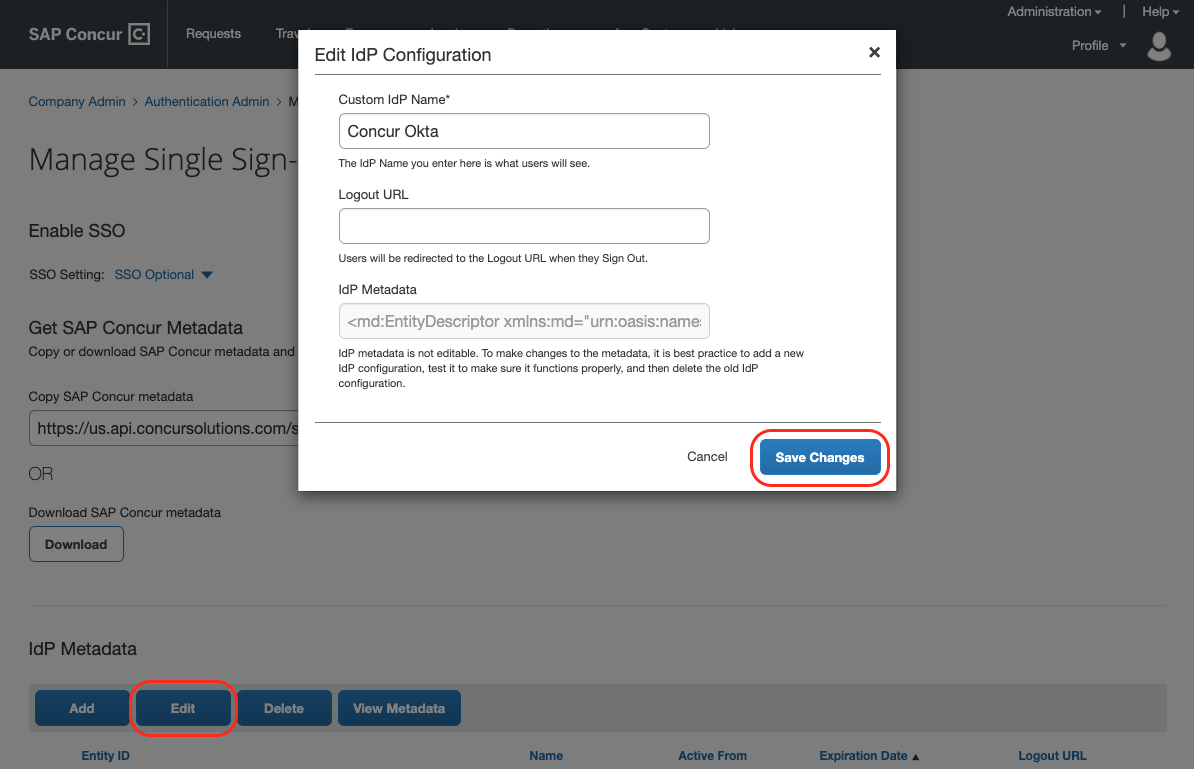 Administration
|
Help
SAP Concur C
Requests
Profile
Edit IdP Configuration
Company Admin > Authentication Admin >
Custom IdP Name*
Concur Okta
The IdP Name you enter here is what users will see.
Manage Single Sign-
Logout URL
Enable SSO
Users will be redirected to the Logout URL when they Sign Out.
SSO Setting: SSO Optional
IdP Metadata
<md:EntityDescriptor xmlns:md="urn:oasis:name
Get SAP Concur Metadata
Copy or download SAP Concur metadata and
IdP metadata is not editable. To make changes to the metadata, it is best practice to add a new
IdP configuration, test it to make sure it functions properly, and then delete the old IdP
configuration.
Copy SAP Concur metadata
https://us.api.concursolutions.com/s
Cancel
Save Changes
OR
Download SAP Concur metadata
Download
IdP Metadata
Add Edit Delete View Metadata
Entity ID Name Active From Expiration Date ▲ Logout URL